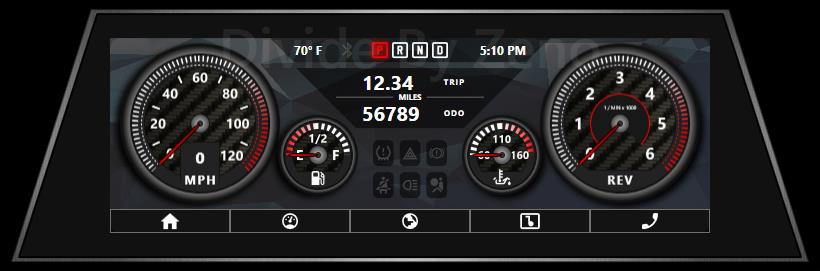 Divide By Zeno
70° F
P R N D
5:10 PM
12.34 TRIP
MILES
56789 ODO
0 20 40 60 80 100 120
0
MPH
E 1/2 F
60 110 160
0 1 2 3 4 5 6
1 / MIN x 1000
REV